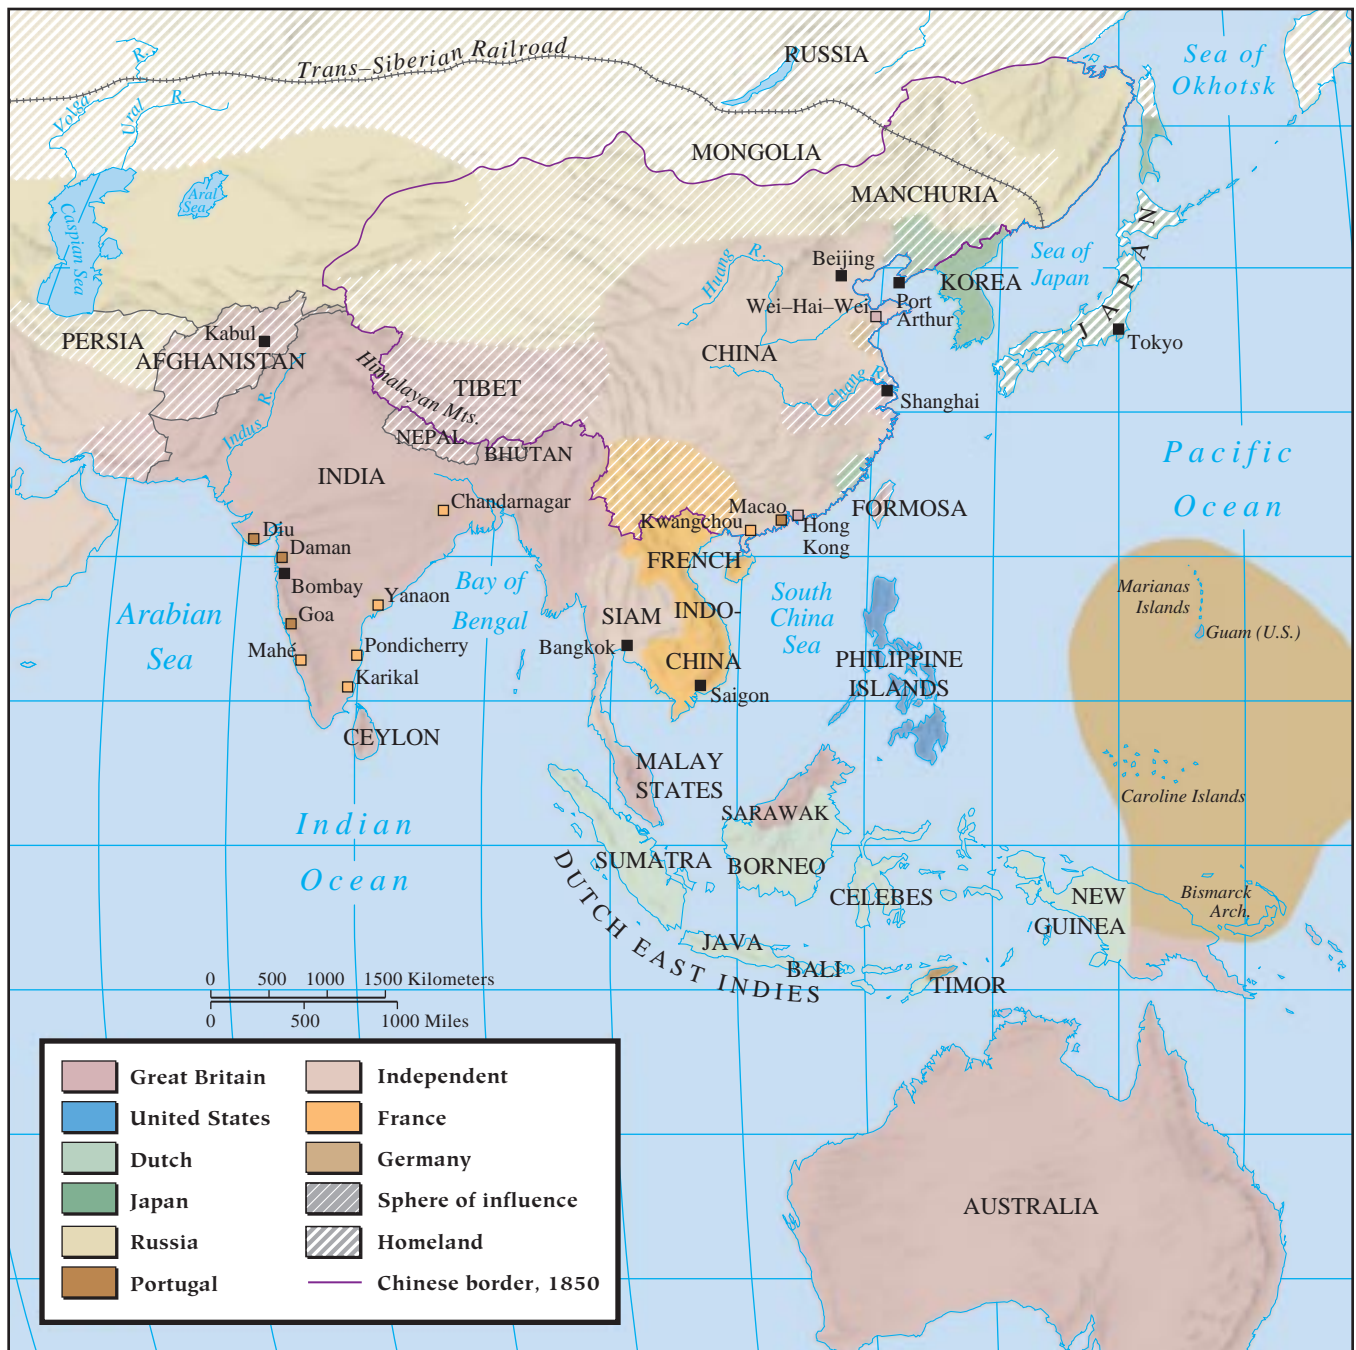 Trans–Siberian Railroad
RUSSIA
Sea of
Okhotsk
Volga
R.
Ural
R.
MONGOLIA
MANCHURIA
Aral
Sea
Caspian Sea
Huang
R.
Beijing
Sea of
Japan
JAPAN
KOREA
Port
Arthur
Wei–Hai–Wei
Tokyo
PERSIA
Kabul
AFGHANISTAN
CHINA
Himalayan Mts.
TIBET
Chang R.
Shanghai
Indus
R.
NEPAL
BHUTAN
INDIA
Pacific
Ocean
Chandarnagar
Macao
Kwangchou
Hong
Kong
FORMOSA
Diu
Daman
Bombay
Goa
Yanaon
Mahé
Pondicherry
Karikal
Bay of
Bengal
Arabian
Sea
FRENCH
INDO-
CHINA
SIAM
Bangkok
Saigon
South
China
Sea
PHILIPPINE
ISLANDS
Marianas
Islands
Guam (U.S.)
CEYLON
MALAY
STATES
SARAWAK
Caroline Islands
Indian
Ocean
SUMATRA
BORNEO
CELEBES
NEW
GUINEA
Bismarck
Arch.
DUTCH EAST INDIES
JAVA
BALI
TIMOR
0 500 1000 1500 Kilometers
0 500 1000 Miles
AUSTRALIA
Great Britain
United States
Dutch
Japan
Russia
Portugal
Independent
France
Germany
Sphere of influence
Homeland
Chinese border, 1850